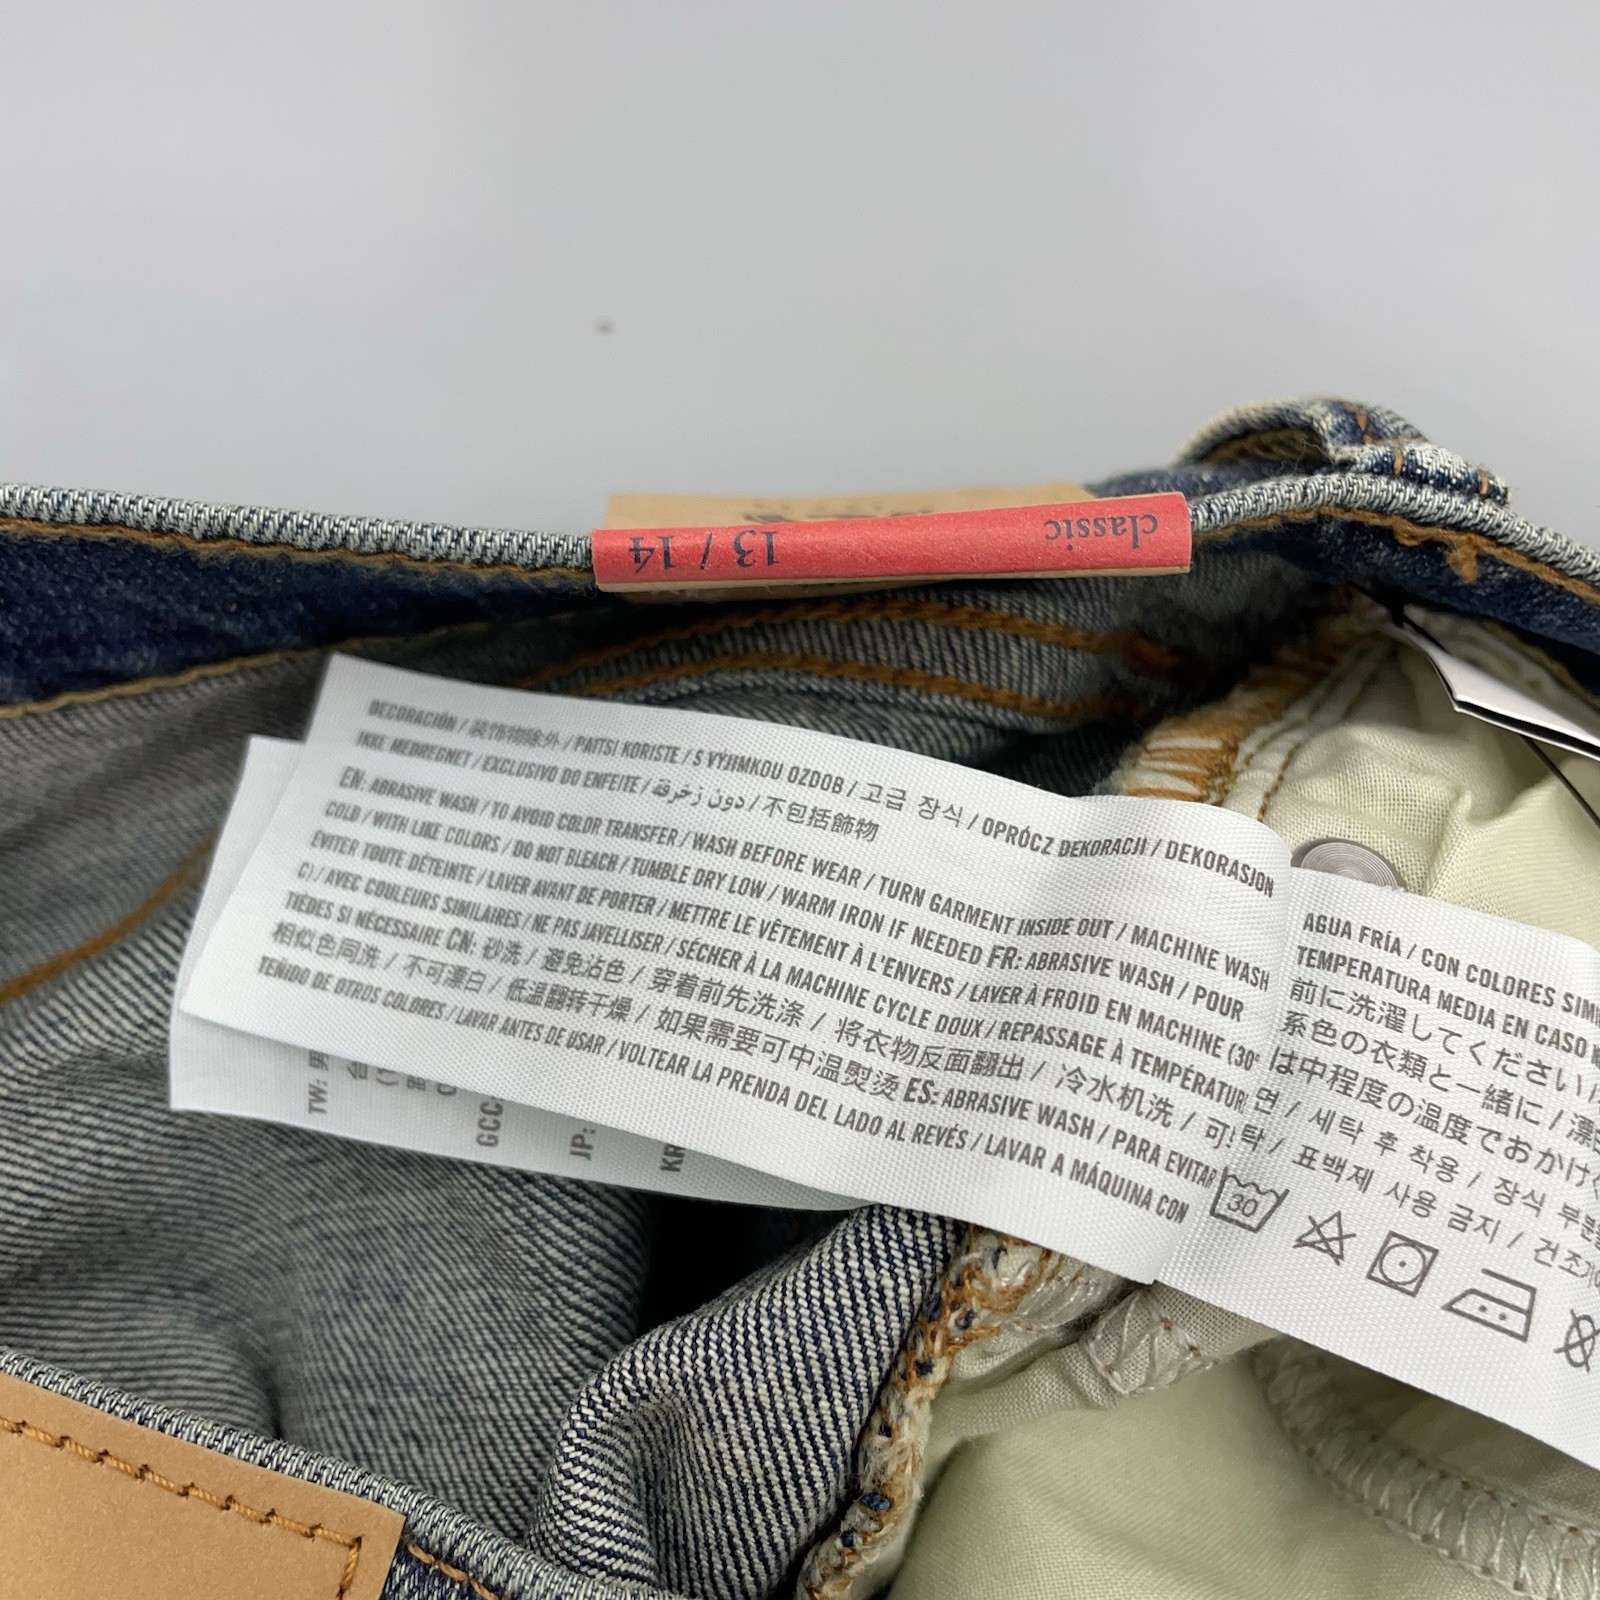 classic 13 / 14
DECORACIÓN / 装饰物除外 / PAITSI KORISTE / S VÝJIMKOU OZDOB / 고급 장식 / OPRÓCZ DEKORACJI / DEKORASJON
IKKE MEDREGNET / EXCLUSIVO DO ENFEITE / دون زخرفة / 不包括飾物
EN: ABRASIVE WASH / TO AVOID COLOR TRANSFER / WASH BEFORE WEAR / TURN GARMENT INSIDE OUT / MACHINE WASH
COLD / WITH LIKE COLORS / DO NOT BLEACH / TUMBLE DRY LOW / WARM IRON IF NEEDED FR: ABRASIVE WASH / POUR
ÉVITER TOUTE DÉTEINTE / LAVER AVANT DE PORTER / METTRE LE VÊTEMENT À L'ENVERS / LAVER À FROID EN MACHINE (30°
C) / AVEC COULEURS SIMILAIRES / NE PAS JAVELLISER / SÉCHER À LA MACHINE CYCLE DOUX / REPASSAGE À TEMPÉRATUR
TIÈDES SI NÉCESSAIRE CN: 砂洗 / 避免沾色 / 穿着前先洗涤 / 将衣物反面翻出 / 冷水机洗 / 可
相似色同洗 / 不可漂白 / 低温翻转干燥 / 如果需要可中温熨烫 ES: ABRASIVE WASH / PARA EVITAR
TEÑIDO DE OTROS COLORES / LAVAR ANTES DE USAR / VOLTEAR LA PRENDA DEL LADO AL REVÉS / LAVAR A MÁQUINA CON
AGUA FRÍA / CON COLORES SIMI
TEMPERATURA MEDIA EN CASO
前に洗濯してください /
系色の衣類と一緒に / 漂
は中程度の温度でおかけ
면 / 세탁 후 착용 / 장식 부분
탁 / 표백제 사용 금지 / 건조
30
TW:
GCC:
JP:
KR